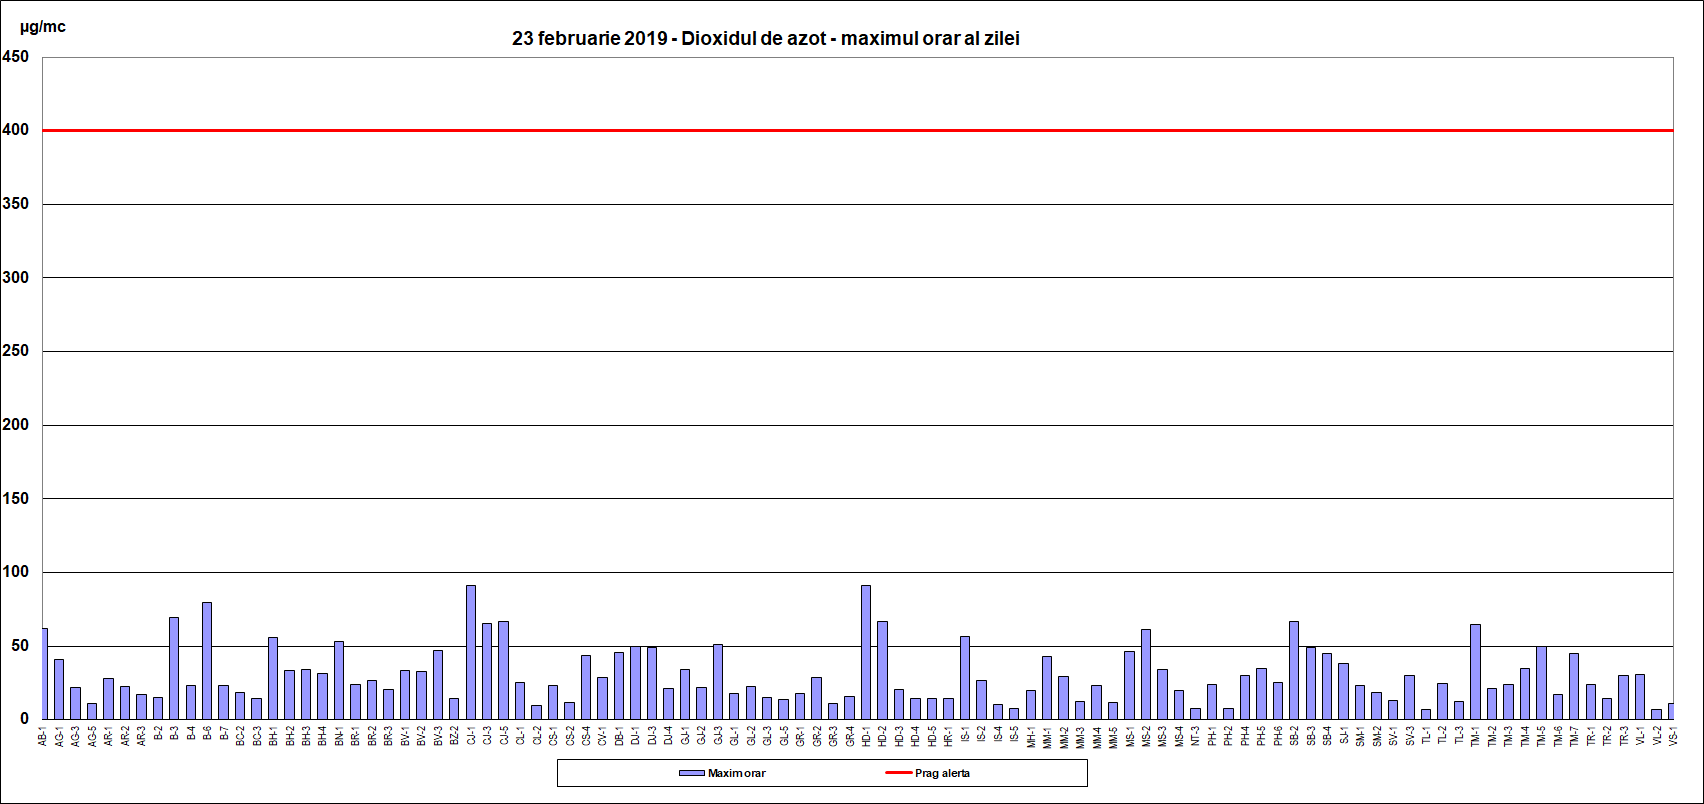 µg/mc
23 februarie 2019 - Dioxidul de azot - maximul orar al zilei
450
400
350
300
250
200
150
100
50
0
AB-1 AG-1 AG-3 AG-5 AR-1 AR-2 AR-3 B-2 B-3 B-4 B-6 B-7 BC-2 BC-3 BH-1 BH-2 BH-3 BH-4 BN-1 BR-1 BR-2 BR-3 BV-1 BV-2 BV-3 BZ-2 CJ-1 CJ-3 CJ-5 CL-1 CL-2 CS-1 CS-2 CS-4 CV-1 DB-1 DJ-1 DJ-3 DJ-4 GJ-1 GJ-2 GJ-3 GL-1 GL-2 GL-3 GL-5 GR-1 GR-2 GR-3 GR-4 HD-1 HD-2 HD-3 HD-4 HD-5 HR-1 IS-1 IS-2 IS-4 IS-5 MH-1 MM-1 MM-2 MM-3 MM-4 MM-5 MS-1 MS-2 MS-3 MS-4 NT-3 PH-1 PH-2 PH-4 PH-5 PH-6 SB-2 SB-3 SB-4 SJ-1 SM-1 SM-2 SV-1 SV-3 TL-1 TL-2 TL-3 TM-1 TM-2 TM-3 TM-4 TM-5 TM-6 TM-7 TR-1 TR-2 TR-3 VL-1 VL-2 VS-1
Maxim orar Prag alerta